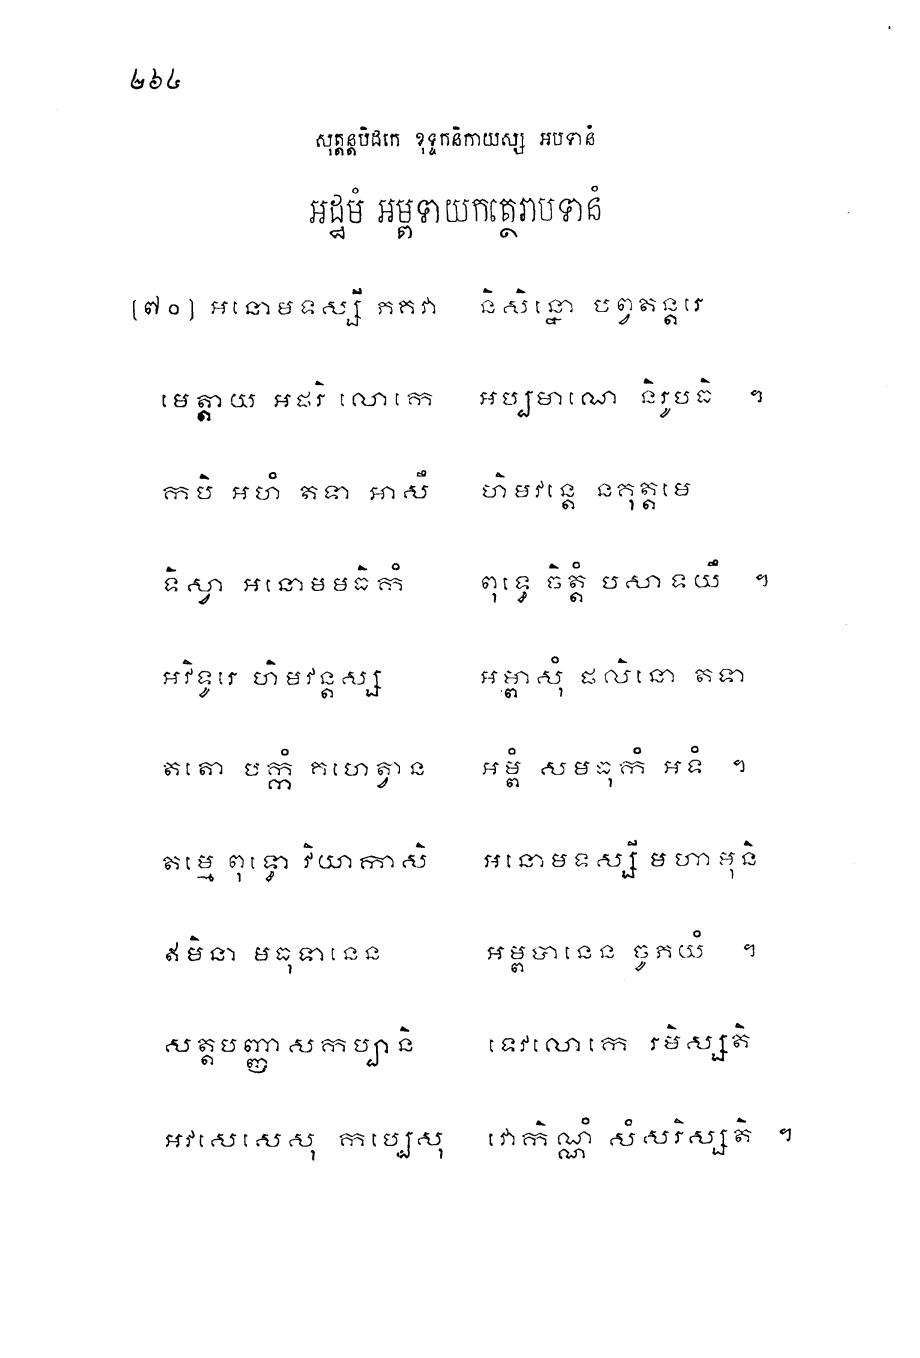 ២៦៤
សុត្តន្តបិដកេ ខុទ្ទកនិកាយស្ស អបទានំ
អដ្ឋមំ អម្ពទាយកត្ថេរាបទានំ
(៧០) អនោមទស្សី ភគវា និសិន្នោ បព្វតន្តរេ
មេត្តាយ អផរិ លោកេ អប្បមាណេ និរូបធិ ។
កបិ អហំ តទា អាសឹ ហិមវន្តេ នគុត្តមេ
ទិស្វា អនោមមធិកំ ពុទ្ធេ ចិត្តំ បសាទយឹ ។
អវិទូរេ ហិមវន្តស្ស អម្ពាសុំ ផលិនោ តទា
តតោ បក្កំ គហេត្វាន អម្ពំ សមធុកំ អទំ ។
តម្មេ ពុទ្ធោ វិយាកាសិ អនោមទស្សី មហាមុនិ
ឥមិនា មធុទានេន អម្ពទានេន ចូភយំ ។
សត្តបញ្ញាសកប្បានិ ទេវលោកេ រមិស្សតិ
អវសេសេសុ កប្បេសុ វោកិណ្ណំ សំសរិស្សតិ ។